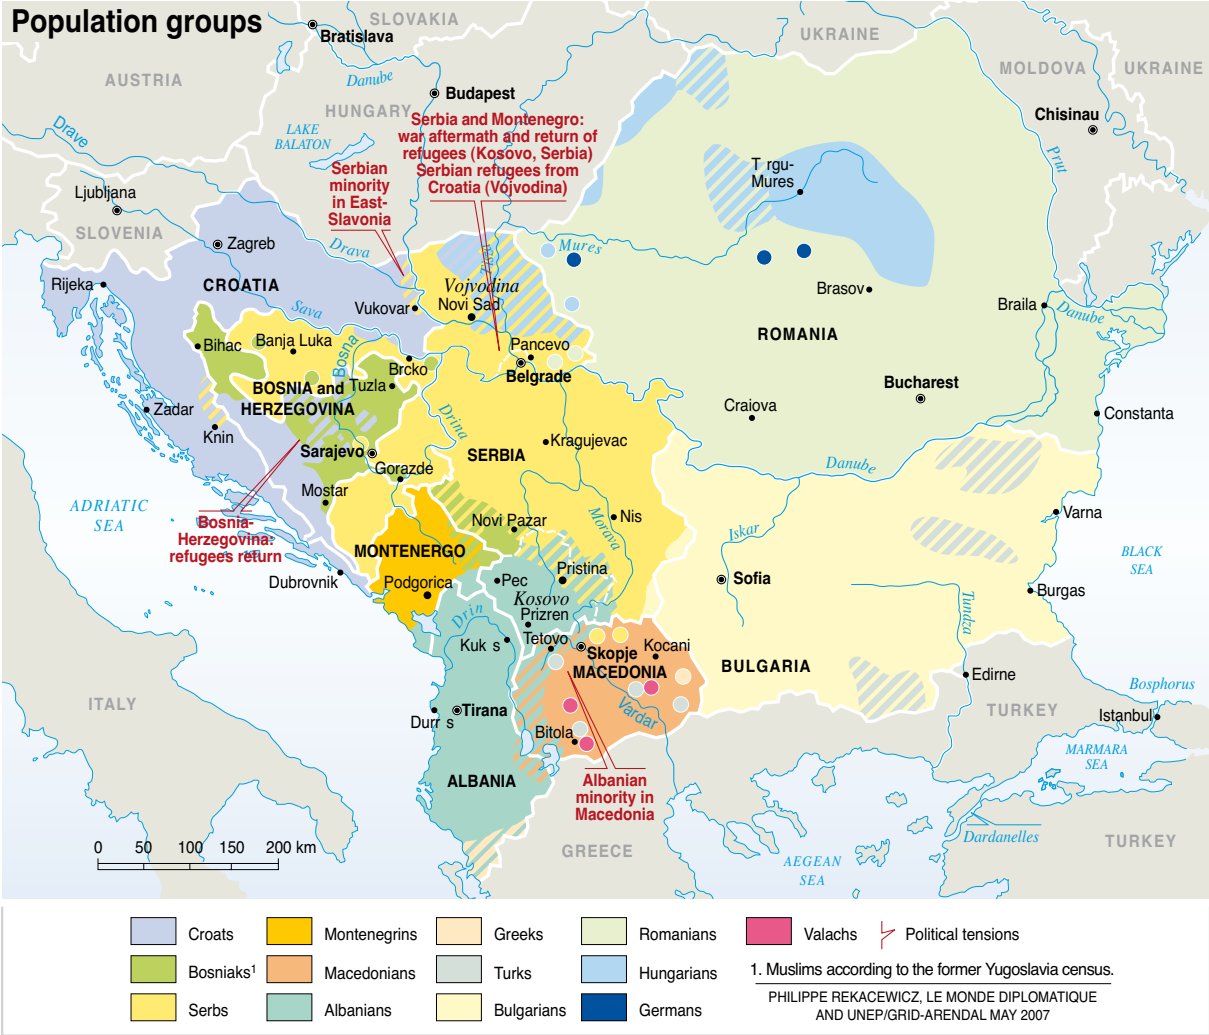 Population groups
SLOVAKIA
Bratislava
UKRAINE
AUSTRIA
Danube
MOLDOVA
UKRAINE
Budapest
HUNGARY
Chisinau
Drave
LAKE
BALATON
Serbia and Montenegro:
war aftermath and return of
refugees (Kosovo, Serbia)
Serbian refugees from
Croatia (Vojvodina)
Prut
Serbian
minority
in East-
Slavonia
T rgu-
Mures
Ljubljana
SLOVENIA
Zagreb
Drava
Mures
Rijeka
CROATIA
Vojvodina
Brasov
Sava
Vukovar
Novi Sad
Braila
Danube
ROMANIA
Bihac
Banja Luka
Bosna
Pancevo
Brcko
Belgrade
BOSNIA and
HERZEGOVINA
Tuzla
Bucharest
Zadar
Drina
Craiova
Constanta
Knin
Kragujevac
Sarajevo
SERBIA
Gorazde
Danube
Mostar
ADRIATIC
SEA
Bosnia-
Herzegovina:
refugees return
Novi Pazar
Morava
Nis
Iskar
Varna
MONTENERGO
BLACK
SEA
Dubrovnik
Podgorica
Pec
Pristina
Sofia
Kosovo
Burgas
Drin
Prizren
Tundza
Kuk s
Tetovo
Skopje
Kocani
MACEDONIA
BULGARIA
Edirne
ITALY
Bosphorus
TURKEY
Durr s
Tirana
Vardar
Istanbul
Bitola
MARMARA
SEA
ALBANIA
Albanian
minority in
Macedonia
Dardanelles
TURKEY
GREECE
AEGEAN
SEA
0 50 100 150 200 km
Croats
Montenegrins
Greeks
Romanians
Valachs
Political tensions
Bosniaks1
Macedonians
Turks
Hungarians
1. Muslims according to the former Yugoslavia census.
Serbs
Albanians
Bulgarians
Germans
PHILIPPE REKACEWICZ, LE MONDE DIPLOMATIQUE
AND UNEP/GRID-ARENDAL MAY 2007